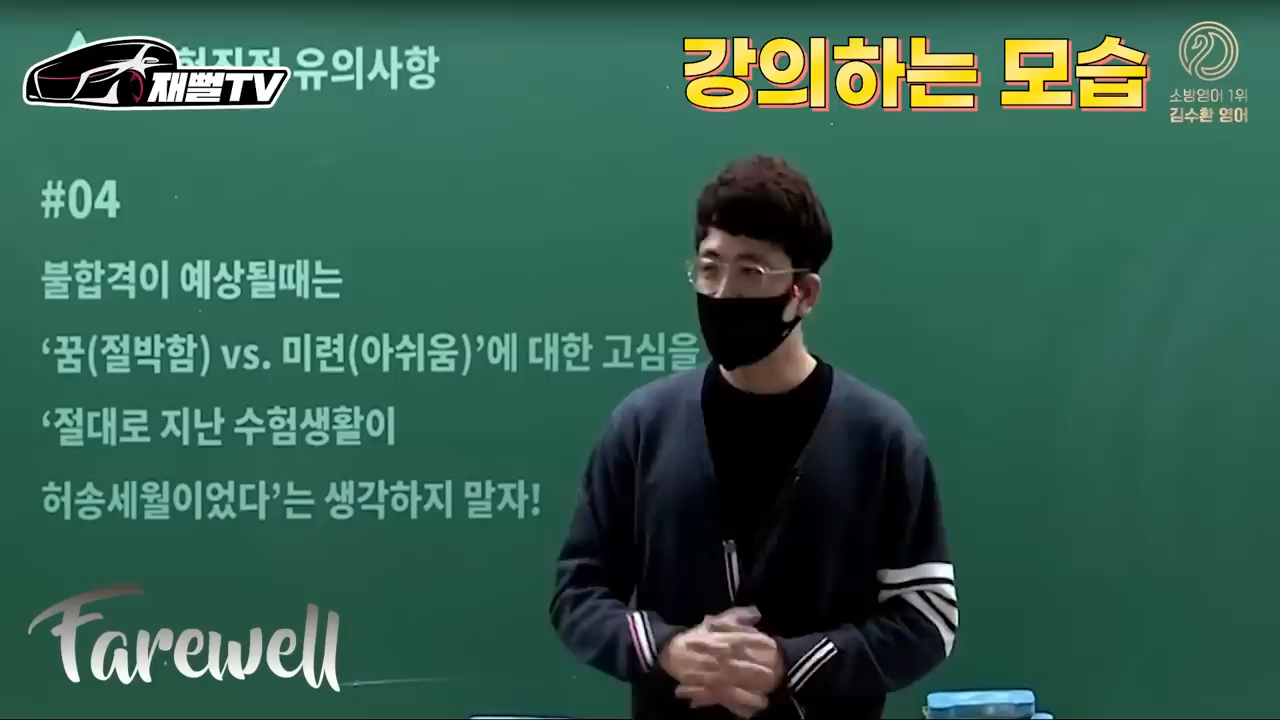 재뻘TV
유의사항
강의하는 모습
소방영어 1위
김수환 영어
#04
불합격이 예상될때는
‘꿈(절박함) vs. 미련(아쉬움)’에 대한 고심을
‘절대로 지난 수험생활이
허송세월이었다’는 생각하지 말자!
Farewell